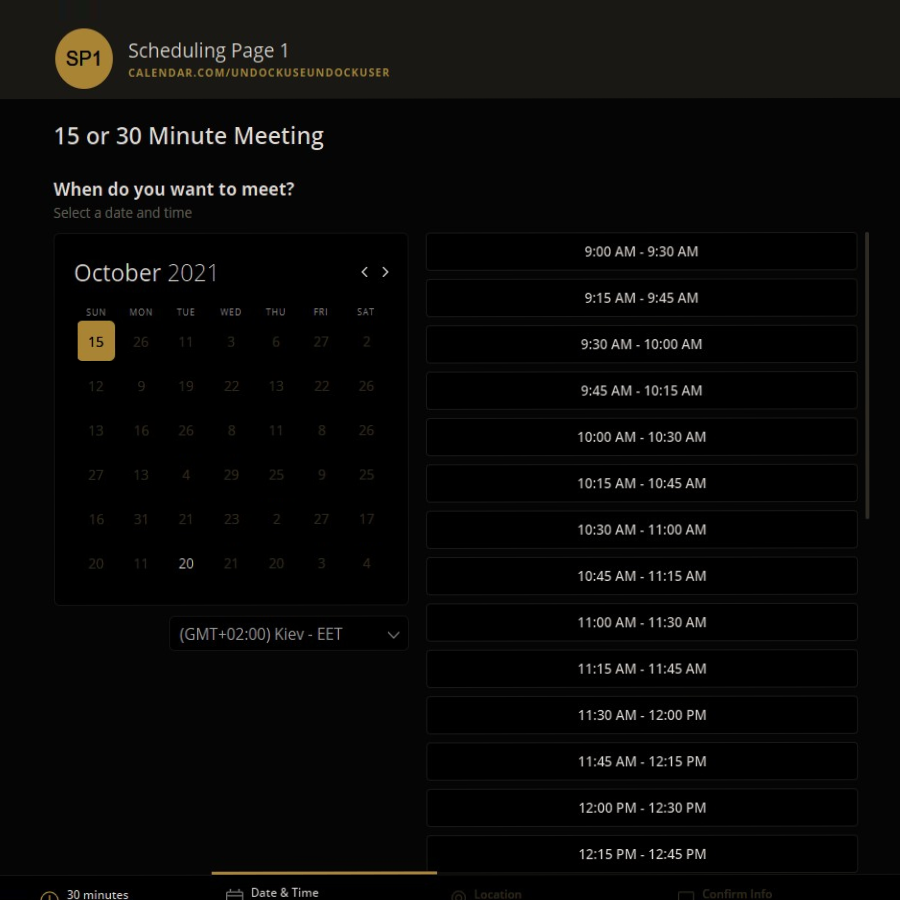 SP1
Scheduling Page 1
CALENDAR.COM/UNDOCKUSEUNDOCKUSER
15 or 30 Minute Meeting
When do you want to meet?
Select a date and time
October 2021
SUN MON TUE WED THU FRI SAT
15 26 11 3 6 27 2
12 9 19 22 13 22 26
13 16 26 8 11 8 26
27 13 4 29 25 9 25
16 31 21 23 2 27 17
20 11 20 21 20 3 4
(GMT+02:00) Kiev - EET
9:00 AM - 9:30 AM
9:15 AM - 9:45 AM
9:30 AM - 10:00 AM
9:45 AM - 10:15 AM
10:00 AM - 10:30 AM
10:15 AM - 10:45 AM
10:30 AM - 11:00 AM
10:45 AM - 11:15 AM
11:00 AM - 11:30 AM
11:15 AM - 11:45 AM
11:30 AM - 12:00 PM
11:45 AM - 12:15 PM
12:00 PM - 12:30 PM
12:15 PM - 12:45 PM
30 minutes
Date & Time
Location
Confirm Info